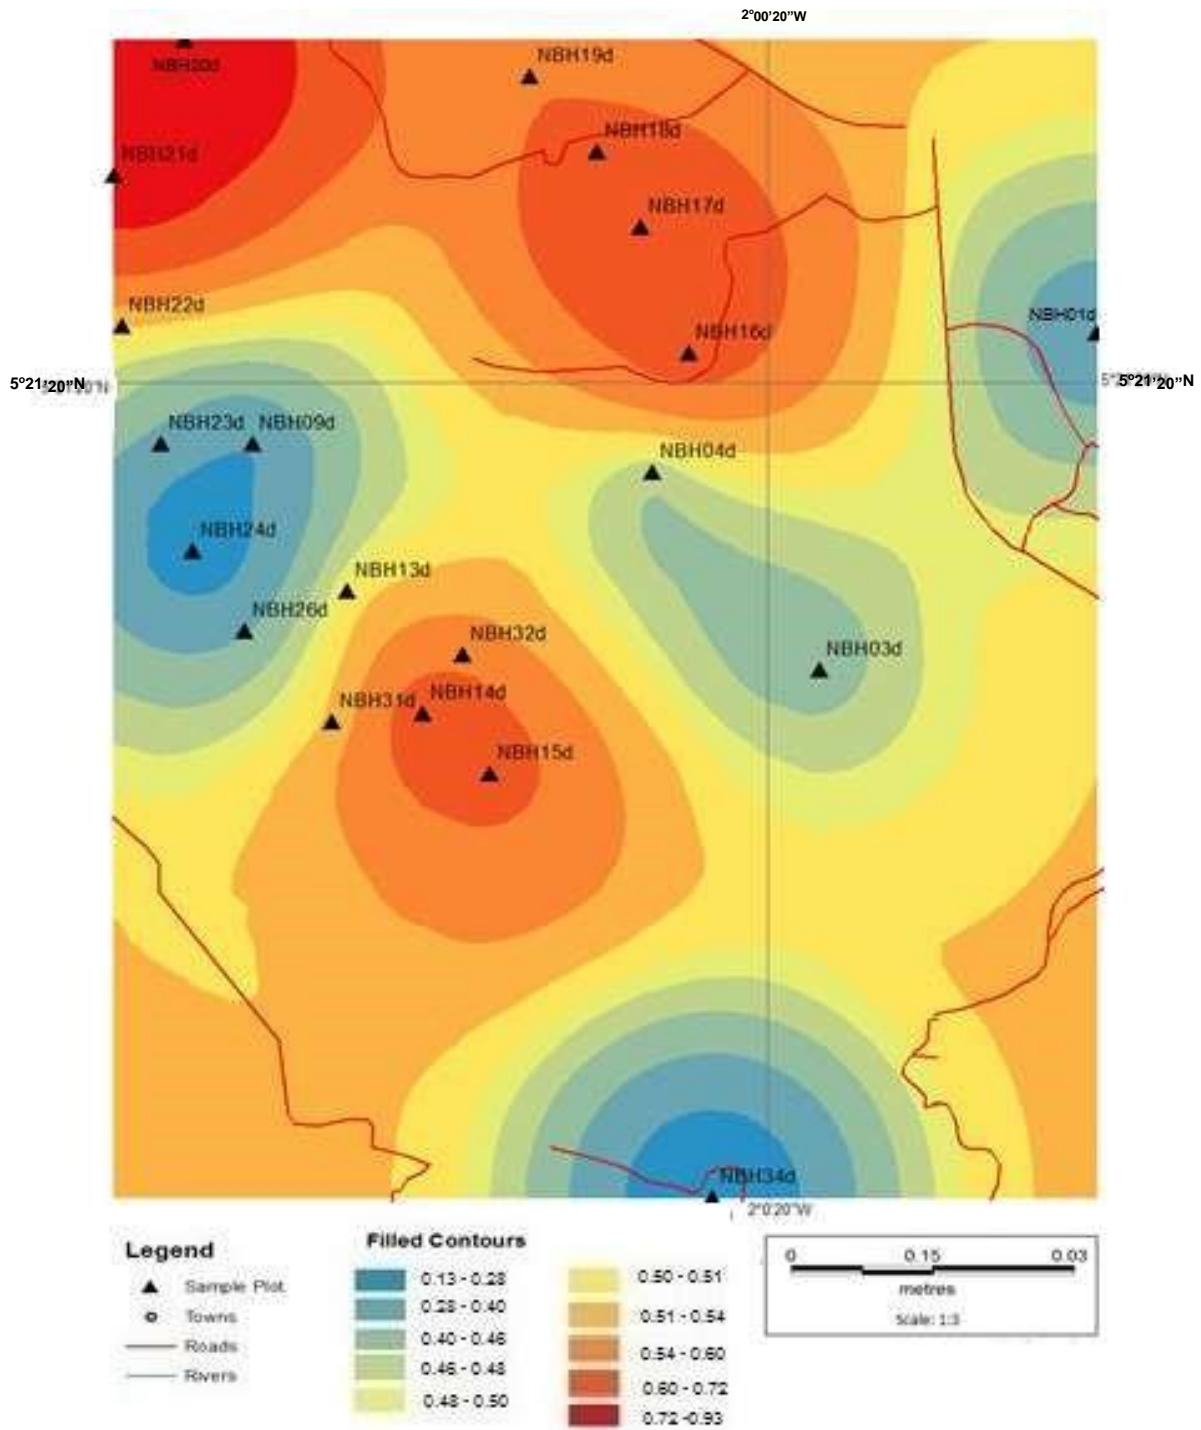 2°00'20"W
NBH19d
NBH20d
NBH18d
NBH21d
NBH17d
NBH22d
NBH01d
NBH16d
5°21'20"N
5°21'20"N
NBH23d
NBH09d
NBH04d
NBH24d
NBH13d
NBH26d
NBH32d
NBH03d
NBH31d
NBH14d
NBH15d
NBH34d
2°0'20"W
Legend
Sample Plot
Towns
Roads
Rivers
Filled Contours
0.13 - 0.28
0.28 - 0.40
0.40 - 0.46
0.46 - 0.48
0.48 - 0.50
0.50 - 0.51
0.51 - 0.54
0.54 - 0.60
0.60 - 0.72
0.72 -0.93
0
0.15
0.03
metres
Scale: 1:3